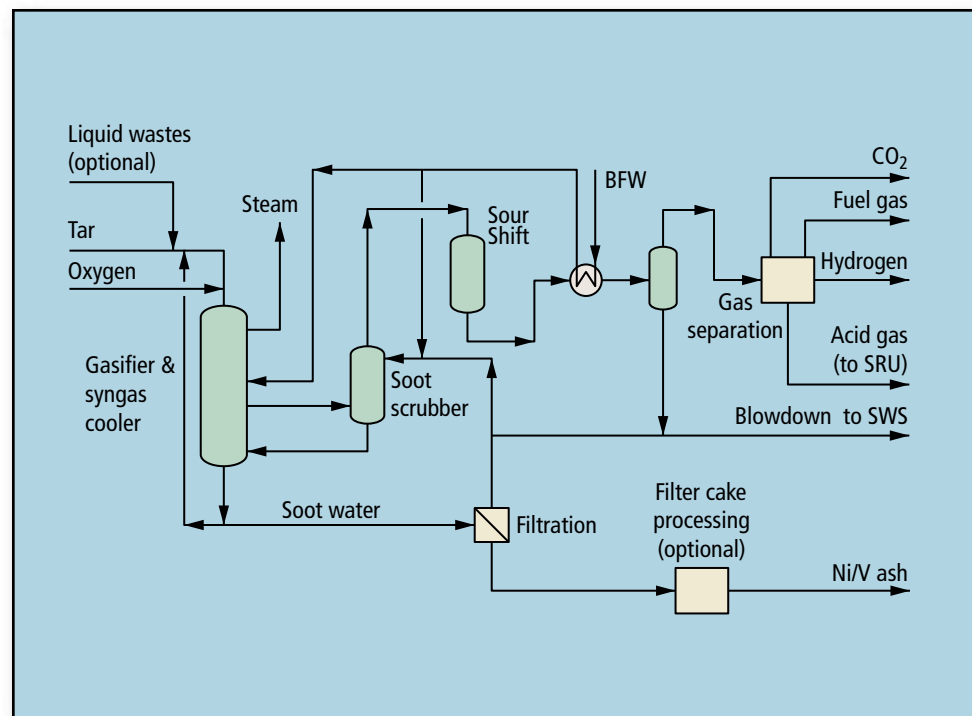 Liquid wastes
(optional)
Tar
Oxygen
Steam
Gasifier &
syngas
cooler
Soot
scrubber
Sour
Shift
BFW
Gas
separation
CO₂
Fuel gas
Hydrogen
Acid gas
(to SRU)
Blowdown to SWS
Soot water
Filtration
Filter cake
processing
(optional)
Ni/V ash